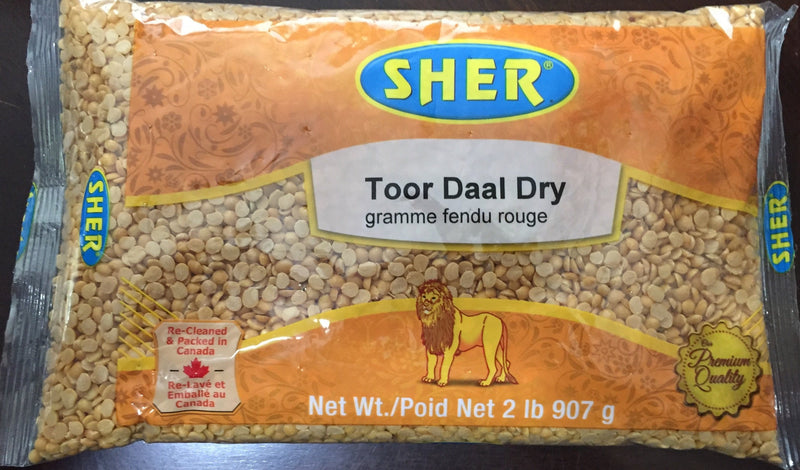 SHER®
Toor Daal Dry
gramme fendu rouge
SHER
SHER
Re-Cleaned
& Packed in
Canada
Re-Lavé et
Emballé au
Canada
Premium
Quality
Net Wt./Poid Net 2 lb 907 g